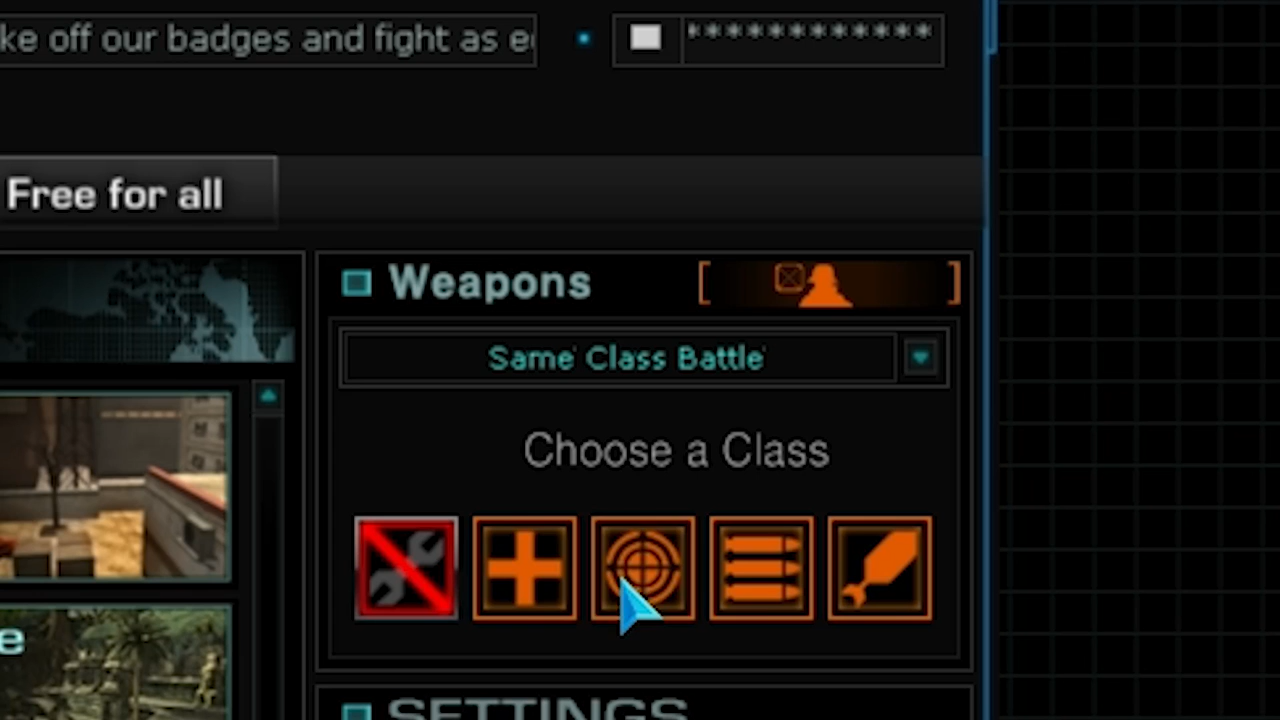 ke off our badges and fight as
***********
Free for all
Weapons
Same Class Battle
Choose a Class
SETTINGS